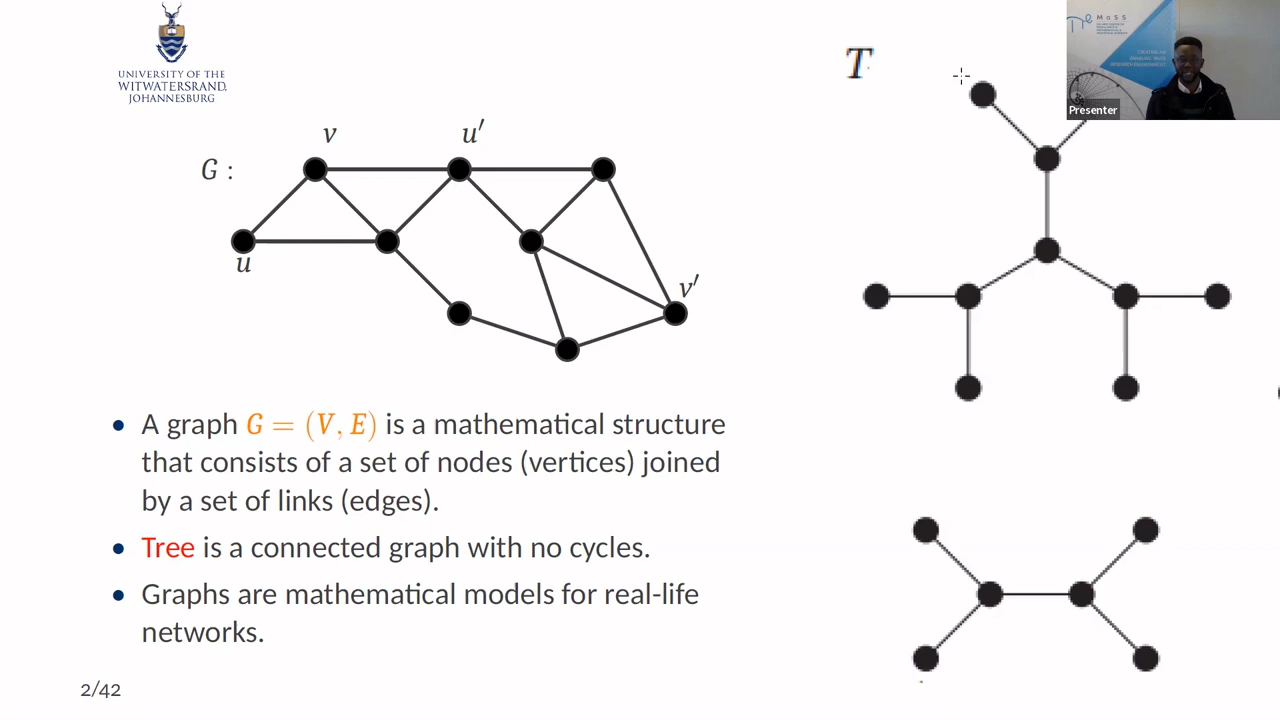 UNIVERSITY OF THE
WITWATERSRAND,
JOHANNESBURG
T
MaSS
Presenter
v
u′
G :
u
v′
• A graph G = (V, E) is a mathematical structure
that consists of a set of nodes (vertices) joined
by a set of links (edges).
• Tree is a connected graph with no cycles.
• Graphs are mathematical models for real-life
networks.
2/42